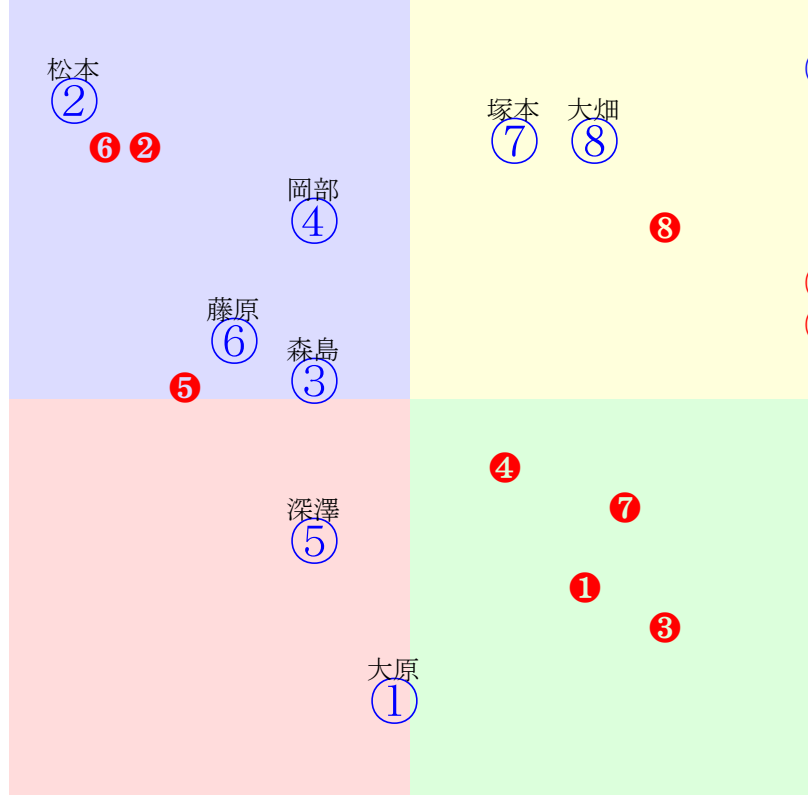 松本
②
塚本 大畑
⑦ ⑧
❻ ❷
岡部
④
❽
藤原
⑥
森島
③
❺
❹
深澤
⑤
❼
❶
❸
大原
①